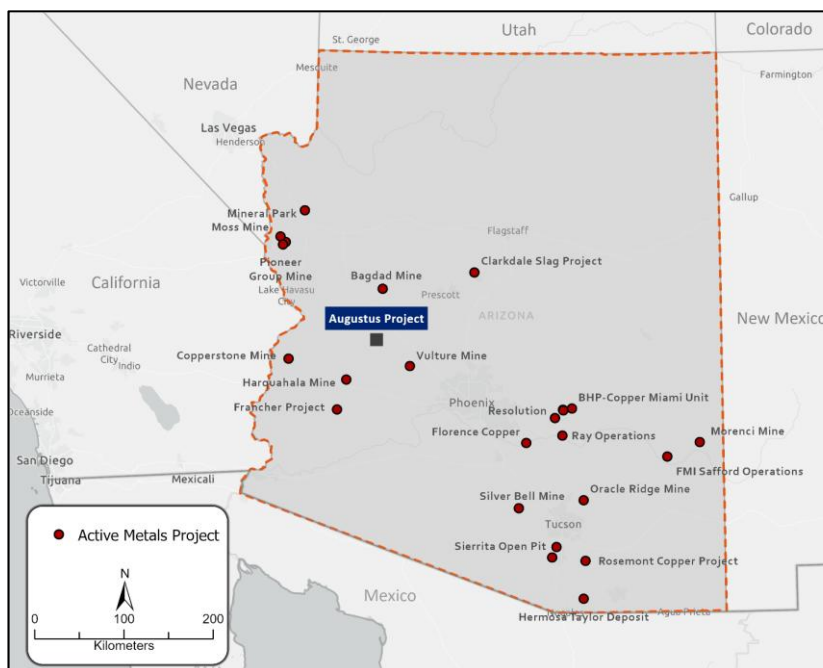 Utah
Colorado
St. George
Mesquite
Farmington
Nevada
Las Vegas
Henderson
Gallup
Mineral Park
Moss Mine
Flagstaff
Pioneer
Group Mine
Clarkdale Slag Project
California
Bagdad Mine
Victorville
Lake Havasu
City
Prescott
Augustus Project
ARIZONA
New Mexico
Riverside
Cathedral
City
Indio
Copperstone Mine
Vulture Mine
Murrieta
Harquahala Mine
Phoenix
BHP-Copper Miami Unit
Oceanside
Francher Project
Resolution
Florence Copper
Ray Operations
Morenci Mine
San Diego
FMI Safford Operations
Tijuana
Mexicali
Silver Bell Mine
Oracle Ridge Mine
Tucson
Active Metals Project
Sierrita Open Pit
Rosemont Copper Project
N
Mexico
Agua Prieta
Hermosa Taylor Deposit
0 100 200
Kilometers